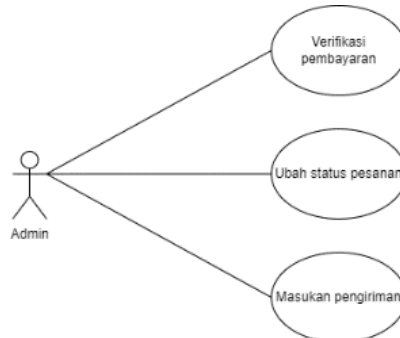 Verifikasi
pembayaran
Ubah status pesanan
Admin
Masukan pengiriman